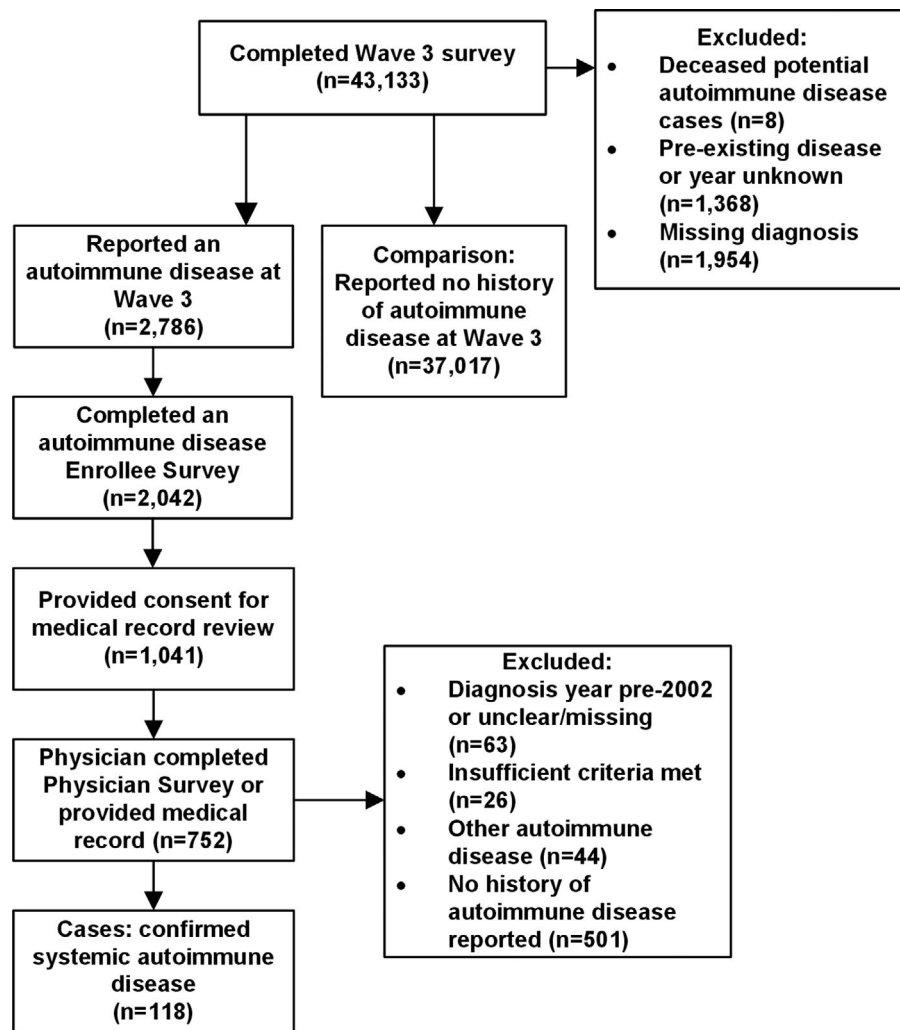 Completed Wave 3 survey
(n=43,133)
Excluded:
• Deceased potential
autoimmune disease
cases (n=8)
• Pre-existing disease
or year unknown
(n=1,368)
• Missing diagnosis
(n=1,954)
Reported an
autoimmune disease at
Wave 3
(n=2,786)
Comparison:
Reported no history
of autoimmune
disease at Wave 3
(n=37,017)
Completed an
autoimmune disease
Enrollee Survey
(n=2,042)
Provided consent for
medical record review
(n=1,041)
Physician completed
Physician Survey or
provided medical
record (n=752)
Excluded:
• Diagnosis year pre-2002
or unclear/missing
(n=63)
• Insufficient criteria met
(n=26)
• Other autoimmune
disease (n=44)
• No history of
autoimmune disease
reported (n=501)
Cases: confirmed
systemic autoimmune
disease
(n=118)